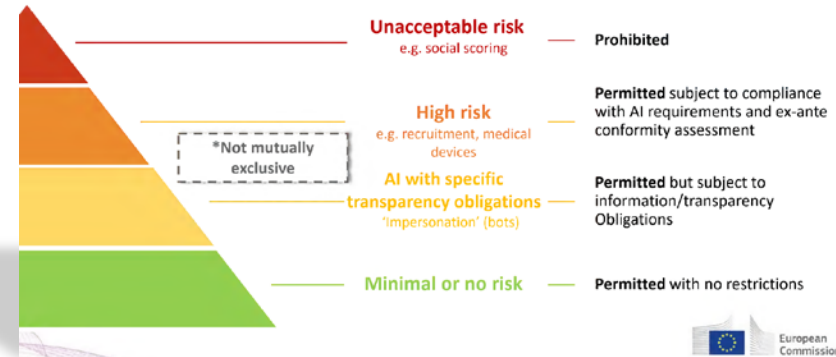 Unacceptable risk
e.g. social scoring
Prohibited
High risk
e.g. recruitment, medical
devices
Permitted subject to compliance
with AI requirements and ex-ante
conformity assessment
*Not mutually
exclusive
AI with specific
transparency obligations
'Impersonation' (bots)
Permitted but subject to
information/transparency
Obligations
Minimal or no risk
Permitted with no restrictions
European
Commission